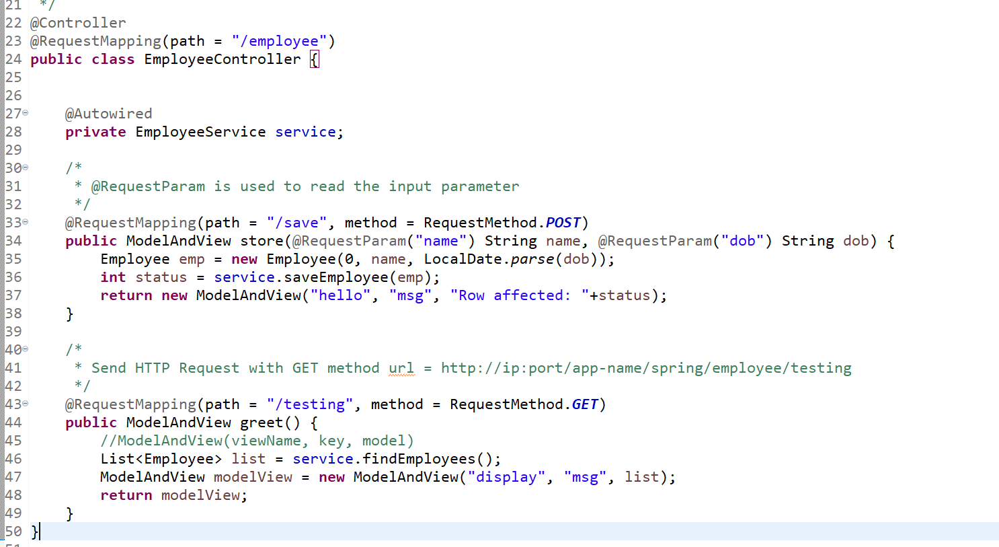 21  */
22 @Controller
23 @RequestMapping(path = "/employee")
24 public class EmployeeController {
25
26
27     @Autowired
28     private EmployeeService service;
29
30     /*
31      * @RequestParam is used to read the input parameter
32      */
33     @RequestMapping(path = "/save", method = RequestMethod.POST)
34     public ModelAndView store(@RequestParam("name") String name, @RequestParam("dob") String dob) {
35         Employee emp = new Employee(0, name, LocalDate.parse(dob));
36         int status = service.saveEmployee(emp);
37         return new ModelAndView("hello", "msg", "Row affected: "+status);
38     }
39
40     /*
41      * Send HTTP Request with GET method url = http://ip:port/app-name/spring/employee/testing
42      */
43     @RequestMapping(path = "/testing", method = RequestMethod.GET)
44     public ModelAndView greet() {
45         //ModelAndView(viewName, key, model)
46         List<Employee> list = service.findEmployees();
47         ModelAndView modelView = new ModelAndView("display", "msg", list);
48         return modelView;
49     }
50 }